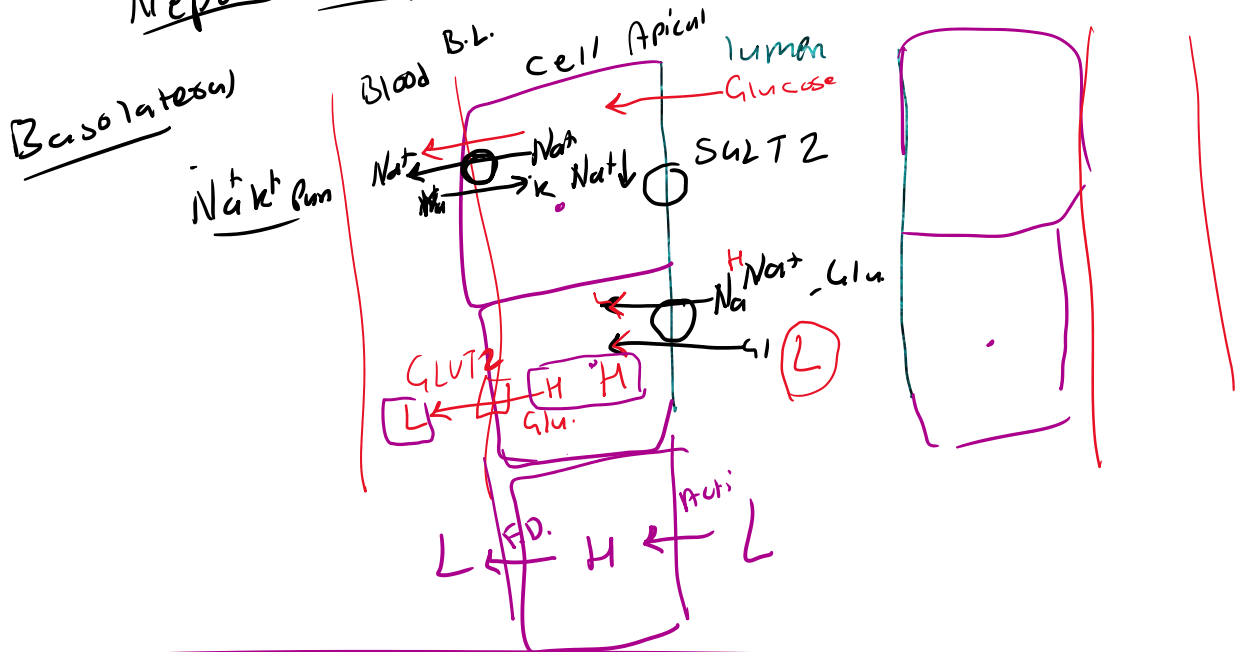 B.L.
Cell
Apical
lumen
Blood
Glucose
Basolateral
Na+
Na+
Na+↓
SGLT2
K
Na+ K+ Pum
H
Na+
Glu.
Na
Gl
L
GLUT2
H
H
L
Glu.
Acti
F.D.
L
H
L